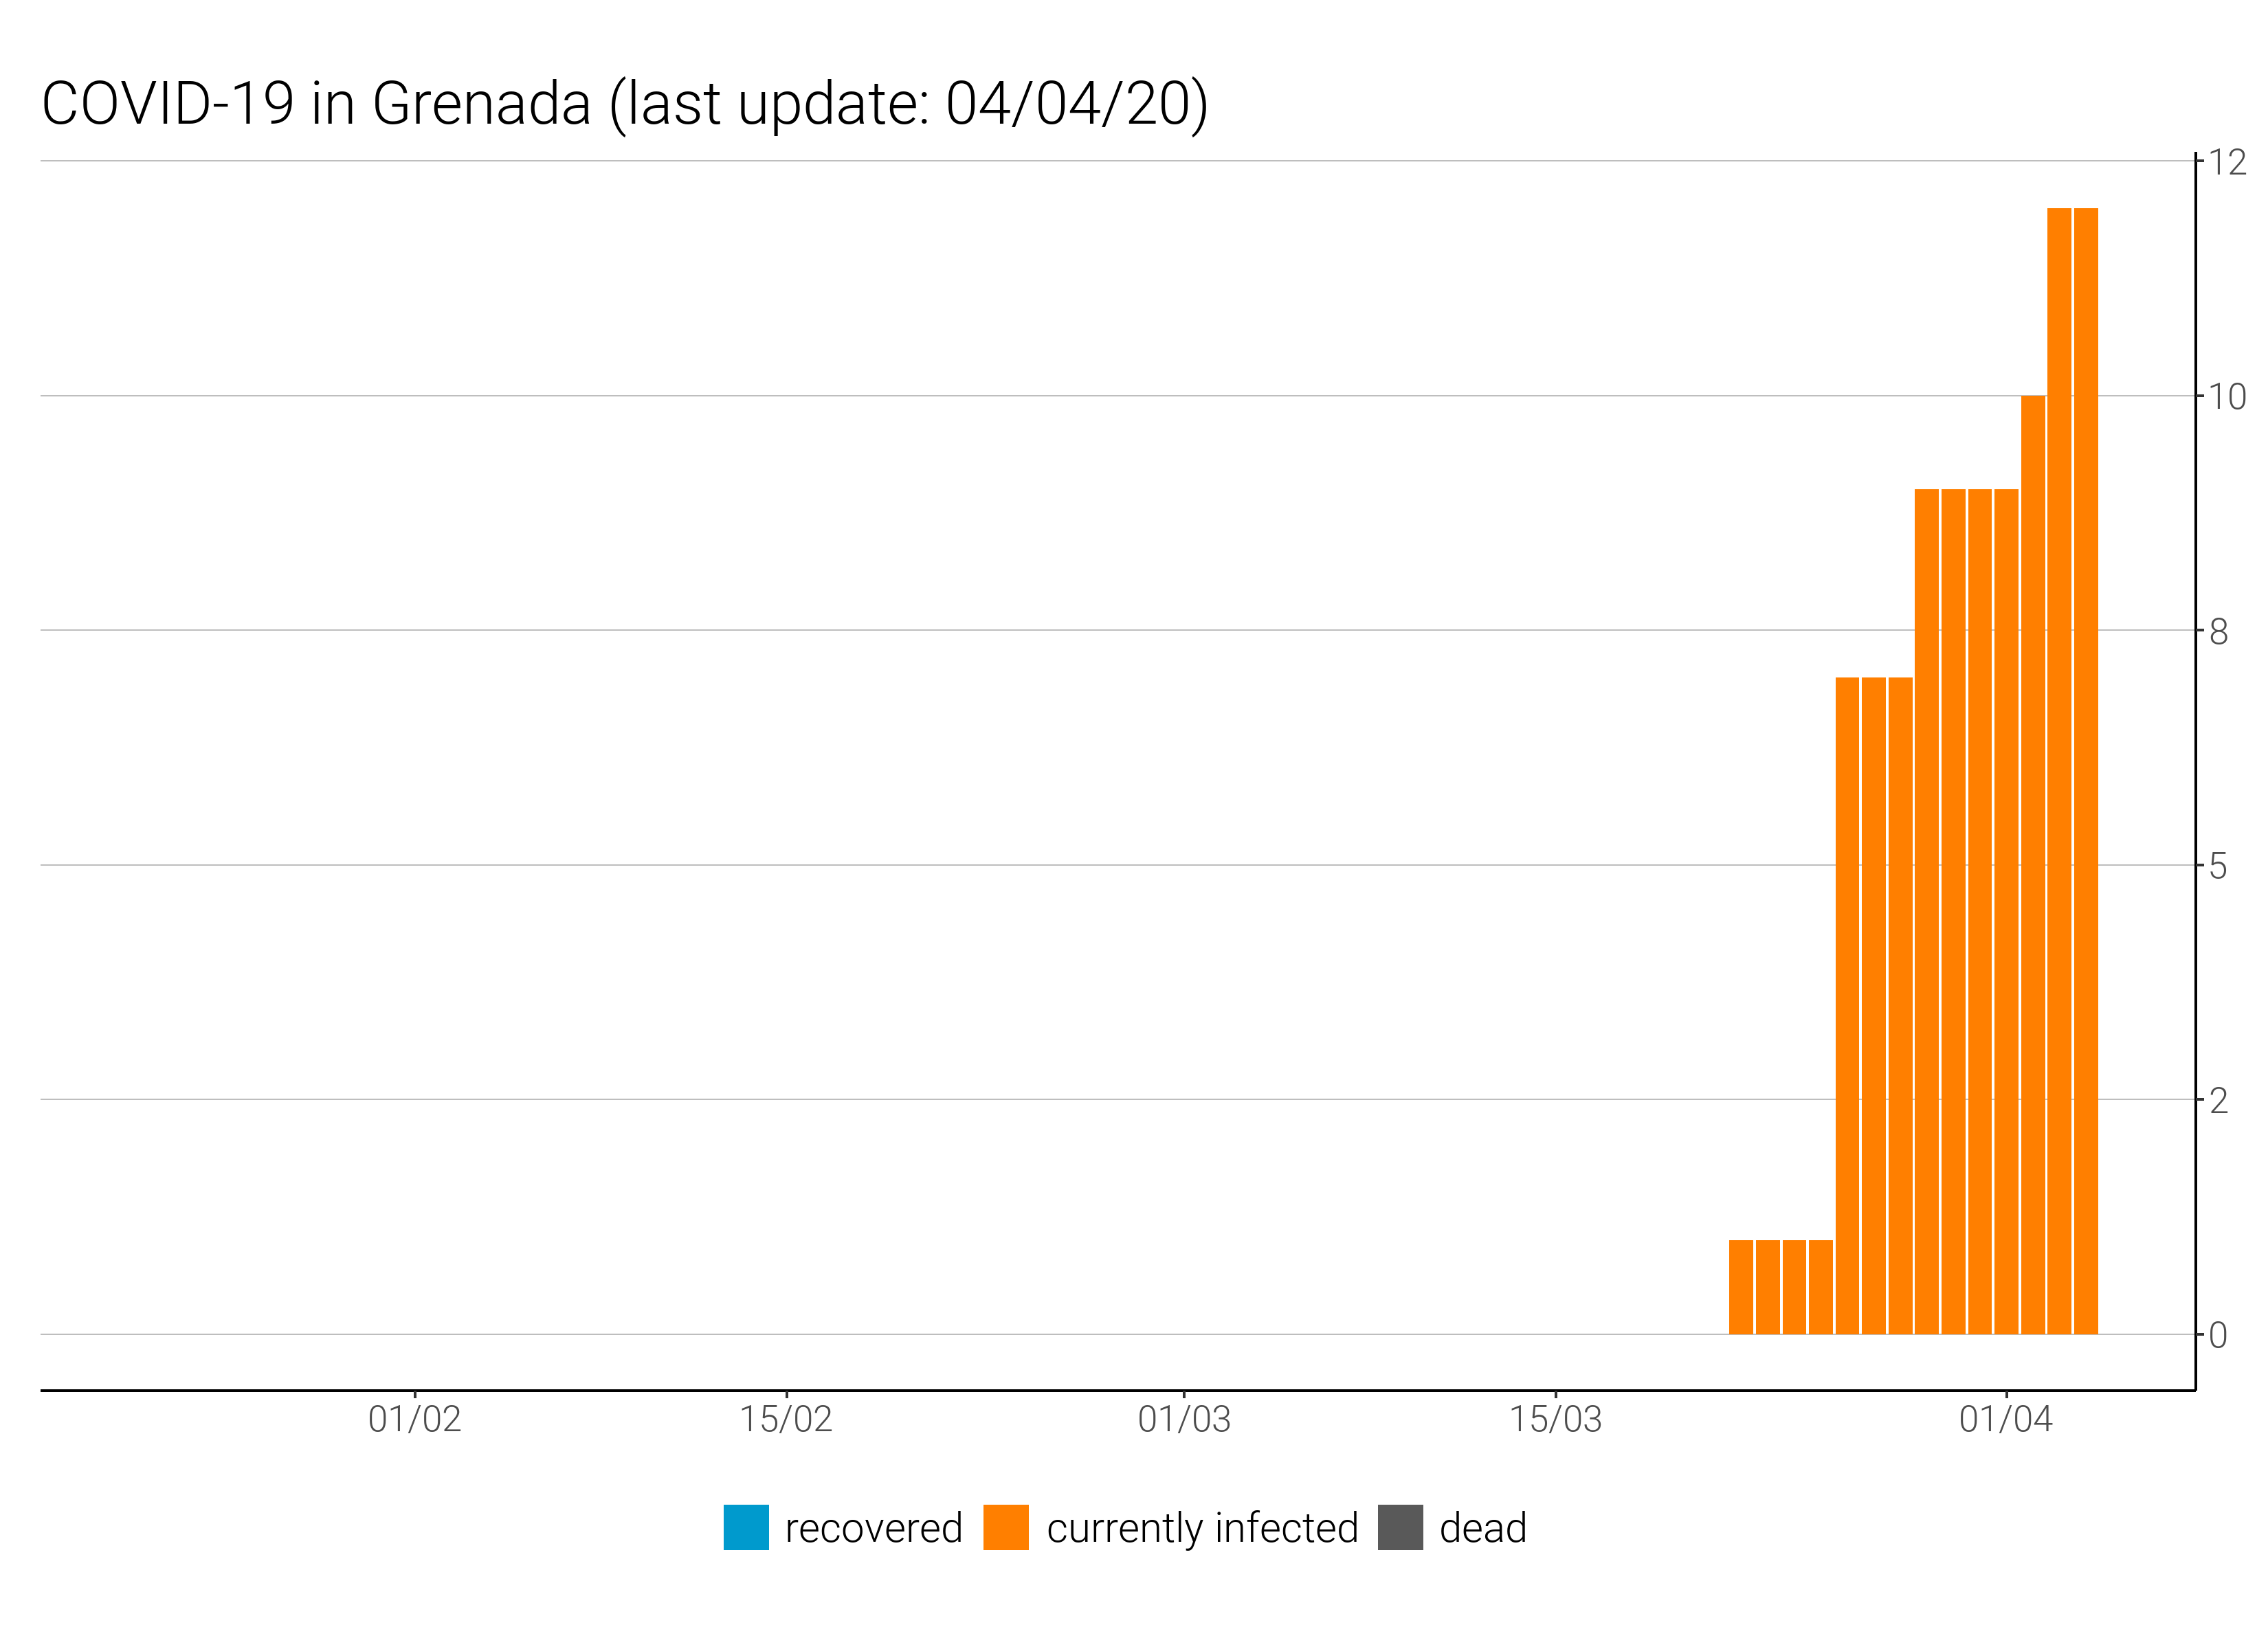 COVID-19 in Grenada (last update: 04/04/20)
12
10
8
5
2
0
01/02 15/02 01/03 15/03 01/04
recovered currently infected dead